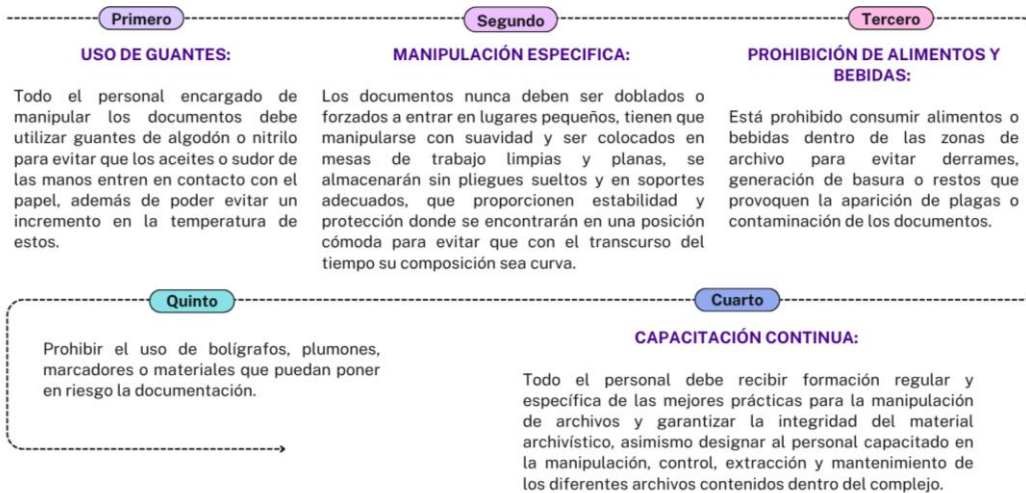 Primero
USO DE GUANTES:
Todo el personal encargado de
manipular los documentos debe
utilizar guantes de algodón o nitrilo
para evitar que los aceites o sudor de
las manos entren en contacto con el
papel, además de poder evitar un
incremento en la temperatura de
estos.
Segundo
MANIPULACIÓN ESPECIFICA:
Los documentos nunca deben ser doblados o
forzados a entrar en lugares pequeños, tienen que
manipularse con suavidad y ser colocados en
mesas de trabajo limpias y planas, se
almacenarán sin pliegues sueltos y en soportes
adecuados, que proporcionen estabilidad y
protección donde se encontrarán en una posición
cómoda para evitar que con el transcurso del
tiempo su composición sea curva.
Tercero
PROHIBICIÓN DE ALIMENTOS Y
BEBIDAS:
Está prohibido consumir alimentos o
bebidas dentro de las zonas de
archivo para evitar derrames,
generación de basura o restos que
provoquen la aparición de plagas o
contaminación de los documentos.
Cuarto
CAPACITACIÓN CONTINUA:
Todo el personal debe recibir formación regular y
específica de las mejores prácticas para la manipulación
de archivos y garantizar la integridad del material
archivístico, asimismo designar al personal capacitado en
la manipulación, control, extracción y mantenimiento de
los diferentes archivos contenidos dentro del complejo.
Quinto
Prohibir el uso de bolígrafos, plumones,
marcadores o materiales que puedan poner
en riesgo la documentación.